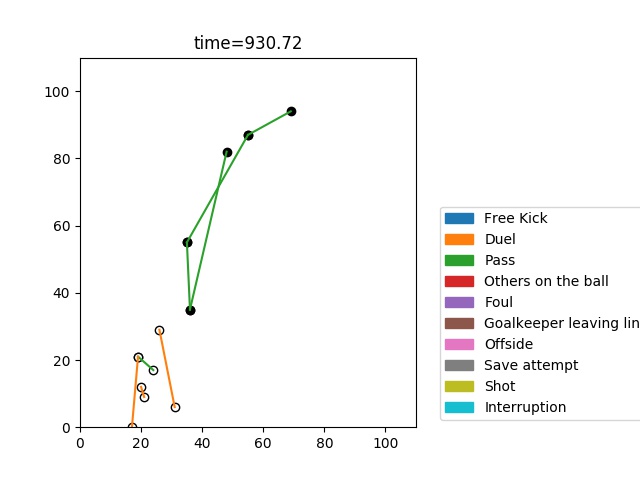 time=930.72
100
80
60
40
20
0
0 20 40 60 80 100
Free Kick
Duel
Pass
Others on the ball
Foul
Goalkeeper leaving lin
Offside
Save attempt
Shot
Interruption